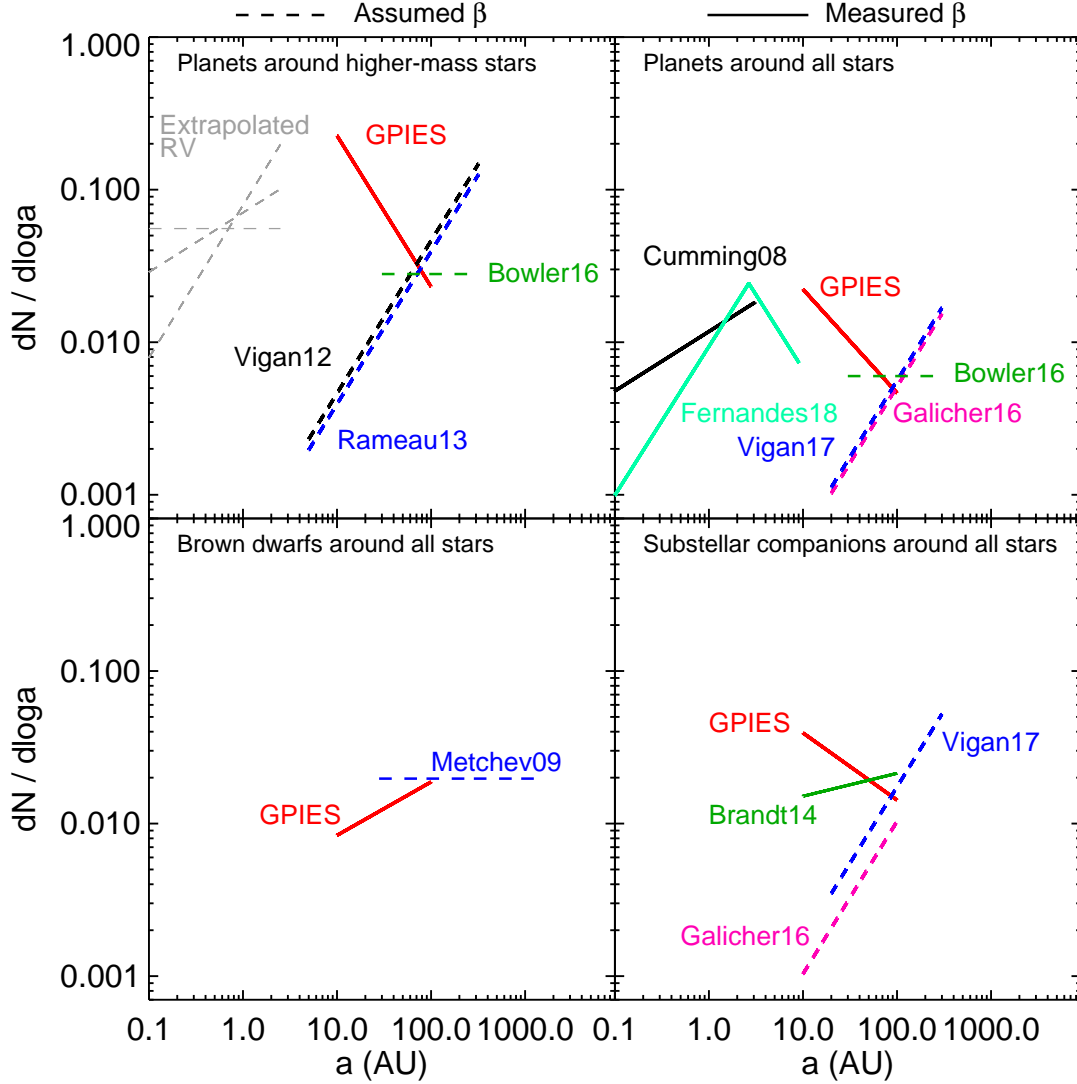 Assumed β
Measured β
dN / dloga
1.000
0.100
0.010
0.001
Planets around higher-mass stars
Extrapolated
RV
GPIES
Bowler16
Vigan12
Rameau13
Planets around all stars
Cumming08
GPIES
Bowler16
Fernandes18
Galicher16
Vigan17
dN / dloga
1.000
0.100
0.010
0.001
Brown dwarfs around all stars
Metchev09
GPIES
0.1
1.0
10.0
100.0
1000.0
a (AU)
Substellar companions around all stars
GPIES
Vigan17
Brandt14
Galicher16
0.1
1.0
10.0
100.0
1000.0
a (AU)